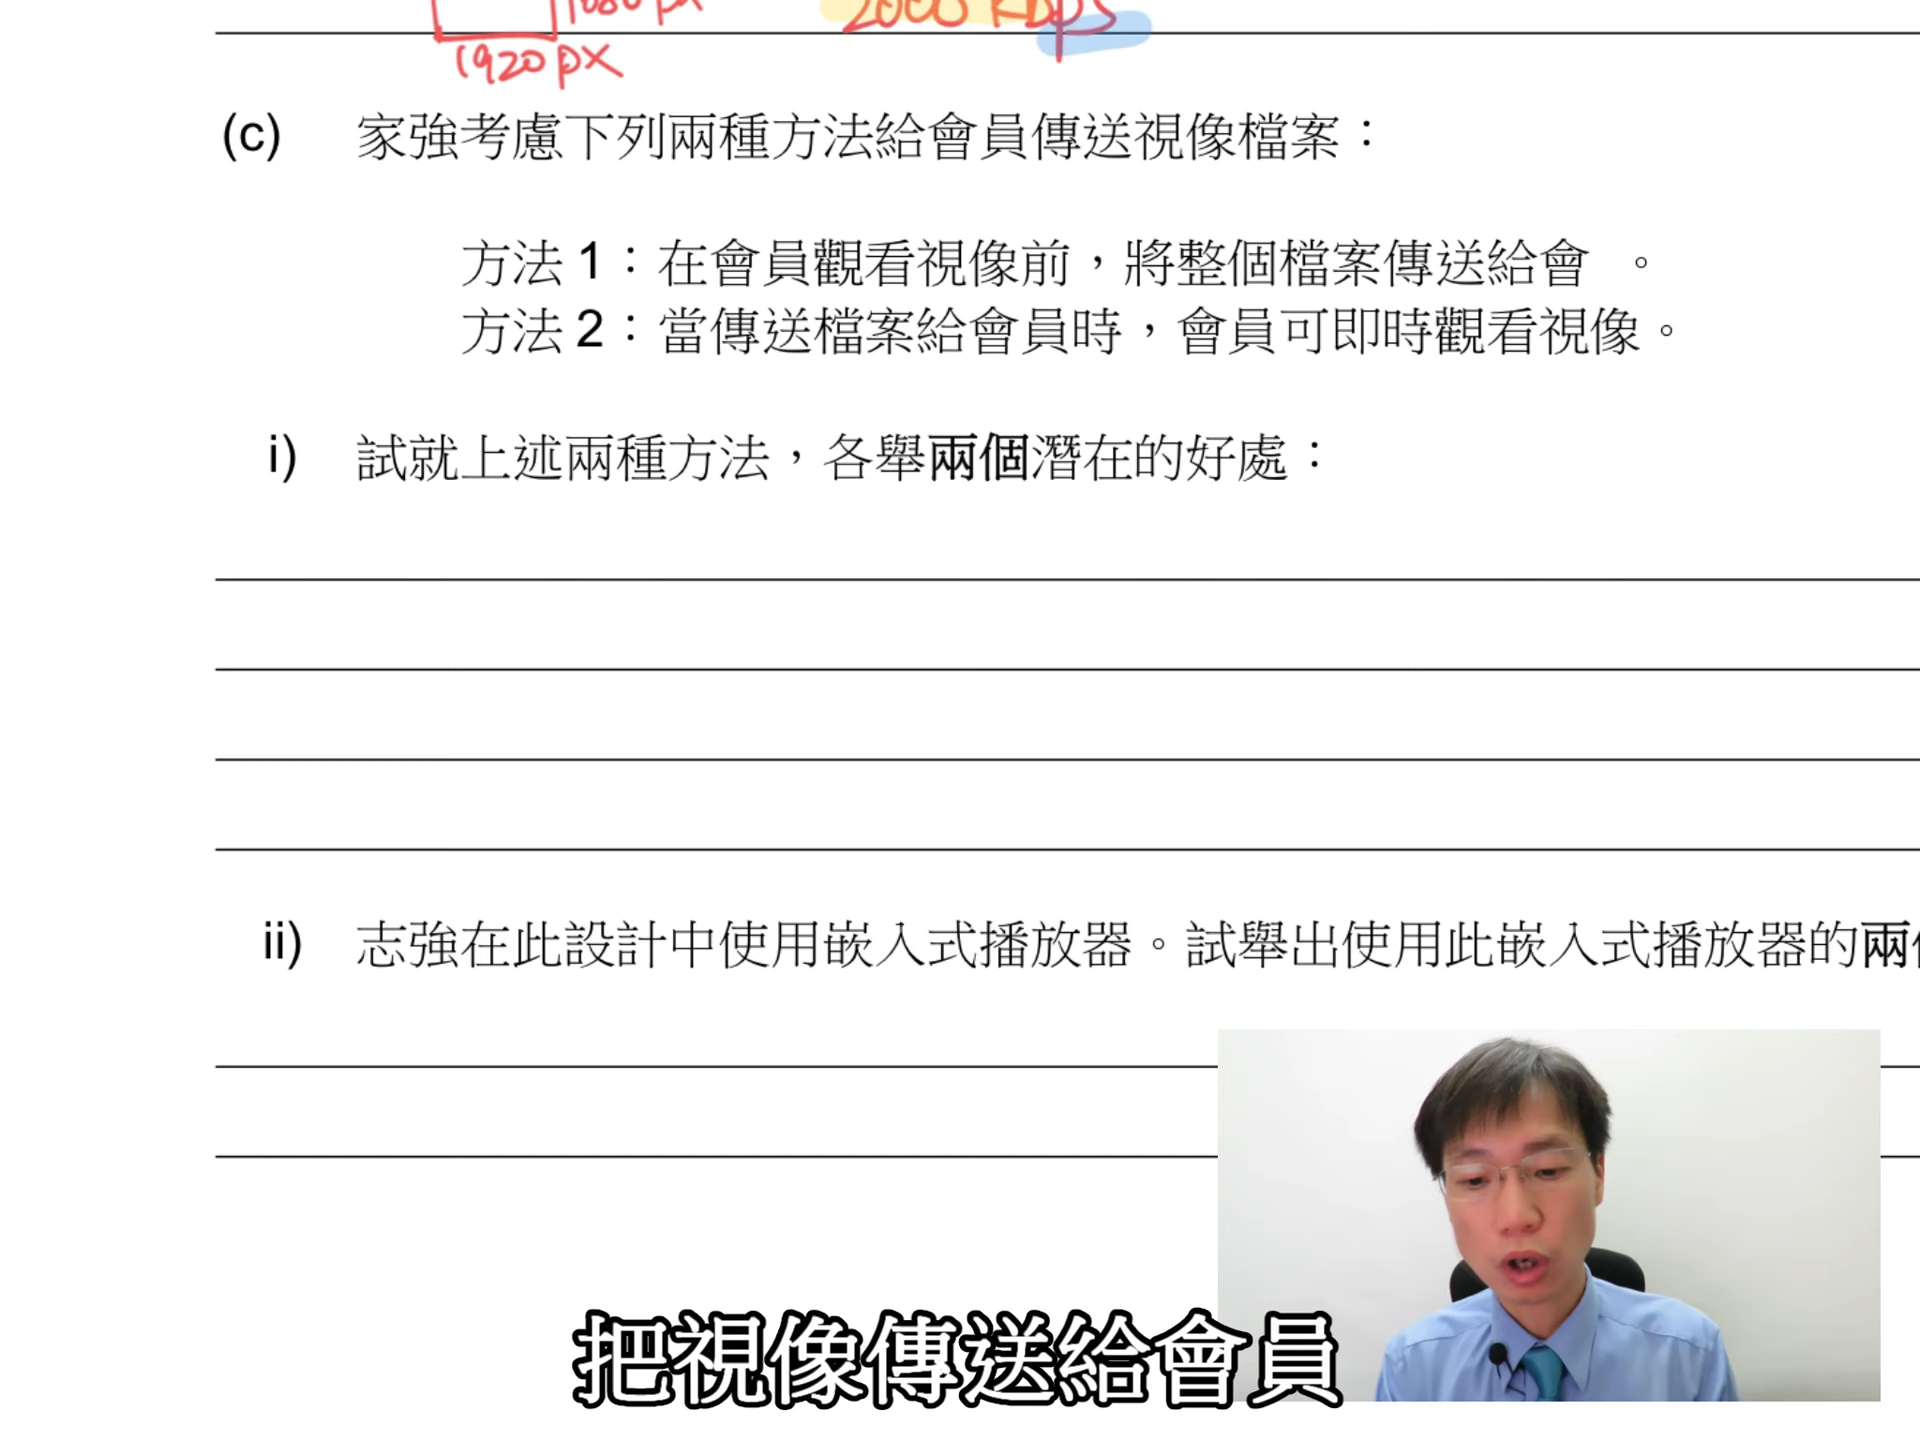 1080 px
2000 Kbps
1920 px
(c) 家強考慮下列兩種方法給會員傳送視像檔案：
方法 1：在會員觀看視像前，將整個檔案傳送給會 。
方法 2：當傳送檔案給會員時，會員可即時觀看視像。
i) 試就上述兩種方法，各舉兩個潛在的好處：
ii) 志強在此設計中使用嵌入式播放器。試舉出使用此嵌入式播放器的兩
把視像傳送給會員